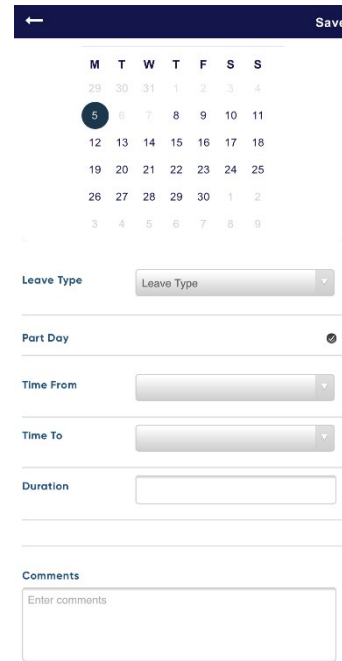 Save
M T W T F S S
29 30 31 1 2 3 4
5 6 7 8 9 10 11
12 13 14 15 16 17 18
19 20 21 22 23 24 25
26 27 28 29 30 1 2
3 4 5 6 7 8 9
Leave Type Leave Type
Part Day
Time From
Time To
Duration
Comments
Enter comments